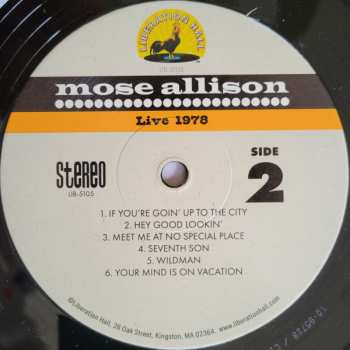 LIBERATION HALL
mose allison
Live 1978
SIDE
2
Stereo
LIB-5105
1. IF YOU'RE GOIN' UP TO THE CITY
2. HEY GOOD LOOKIN'
3. MEET ME AT NO SPECIAL PLACE
4. SEVENTH SON
5. WILDMAN
6. YOUR MIND IS ON VACATION
©Liberation Hall, 26 Oak Street, Kingston, MA 02364. www.liberationhall.com